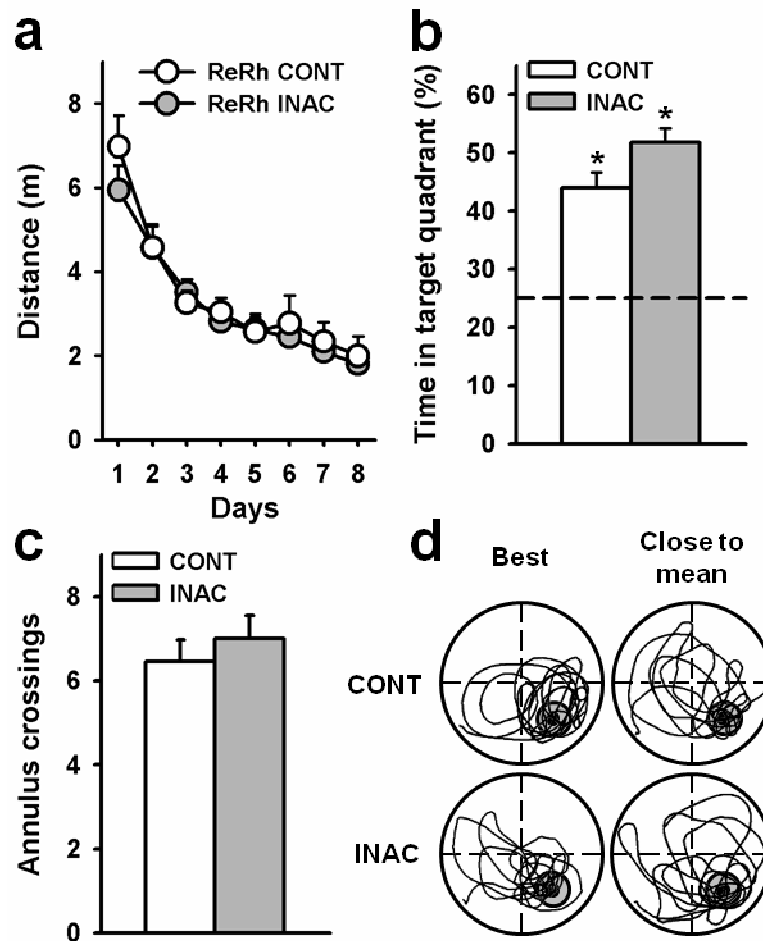 a
ReRh CONT
ReRh INAC
Distance (m)
8
6
4
2
0
1 2 3 4 5 6 7 8
Days
b
CONT
INAC
Time in target quadrant (%)
60
50
40
30
20
10
0
*
*
c
CONT
INAC
Annulus crossings
8
6
4
2
0
d
Best
Close to
mean
CONT
INAC